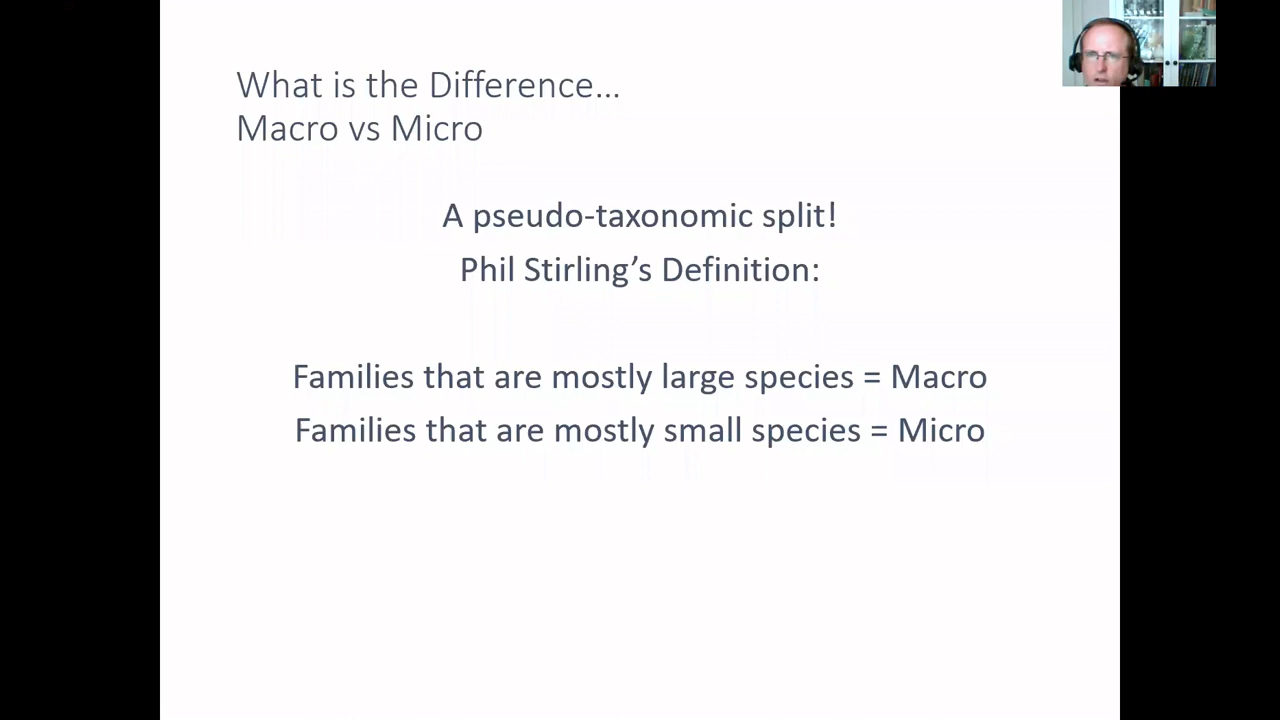 What is the Difference...
Macro vs Micro
A pseudo-taxonomic split!
Phil Stirling’s Definition:
Families that are mostly large species = Macro
Families that are mostly small species = Micro